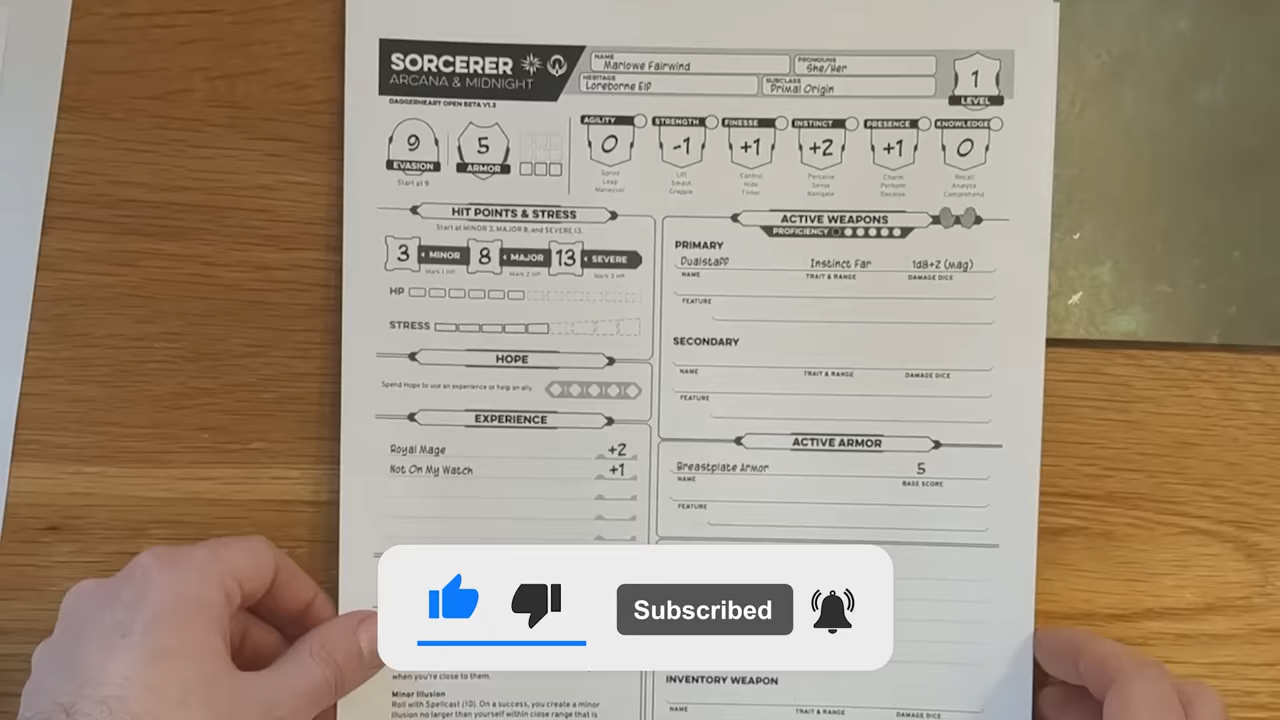 SORCERER
ARCANA & MIDNIGHT
DAGGERHEART OPEN BETA V1.3
NAME
Marlowe Fairwind
PRONOUNS
She/Her
HERITAGE
Loreborne Elf
SUBCLASS
Primal Origin
1
LEVEL
9
EVASION
Start at 9
5
ARMOR
AGILITY
0
Sprint
Leap
Maneuver
STRENGTH
-1
Lift
Smash
Grapple
FINESSE
+1
Control
Hide
Tinker
INSTINCT
+2
Perceive
Sense
Navigate
PRESENCE
+1
Charm
Perform
Deceive
KNOWLEDGE
0
Recall
Analyze
Comprehend
HIT POINTS & STRESS
Start at MINOR 3, MAJOR 8, and SEVERE 13.
3 MINOR 8 MAJOR 13 SEVERE
Mark 1 HP Mark 2 HP Mark 3 HP
HP
STRESS
HOPE
Spend Hope to use an experience or help an ally.
EXPERIENCE
Royal Mage +2
Not On My Watch +1
ACTIVE WEAPONS
PROFICIENCY
PRIMARY
Dualstaff Instinct Far 1d8+2 (mag)
NAME TRAIT & RANGE DAMAGE DICE
FEATURE
SECONDARY
NAME TRAIT & RANGE DAMAGE DICE
FEATURE
ACTIVE ARMOR
Breastplate Armor 5
NAME BASE SCORE
FEATURE
Subscribed
when you're close to them.
Minor Illusion
Roll with Spellcast (10). On a success, you create a minor
illusion no larger than yourself within close range that is
INVENTORY WEAPON
NAME TRAIT & RANGE DAMAGE DICE